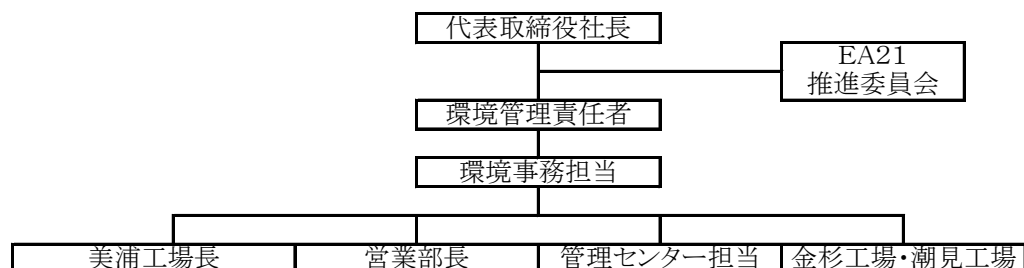 代表取締役社長
EA21
推進委員会
環境管理責任者
環境事務担当
美浦工場長
営業部長
管理センター担当
金杉工場・潮見工場